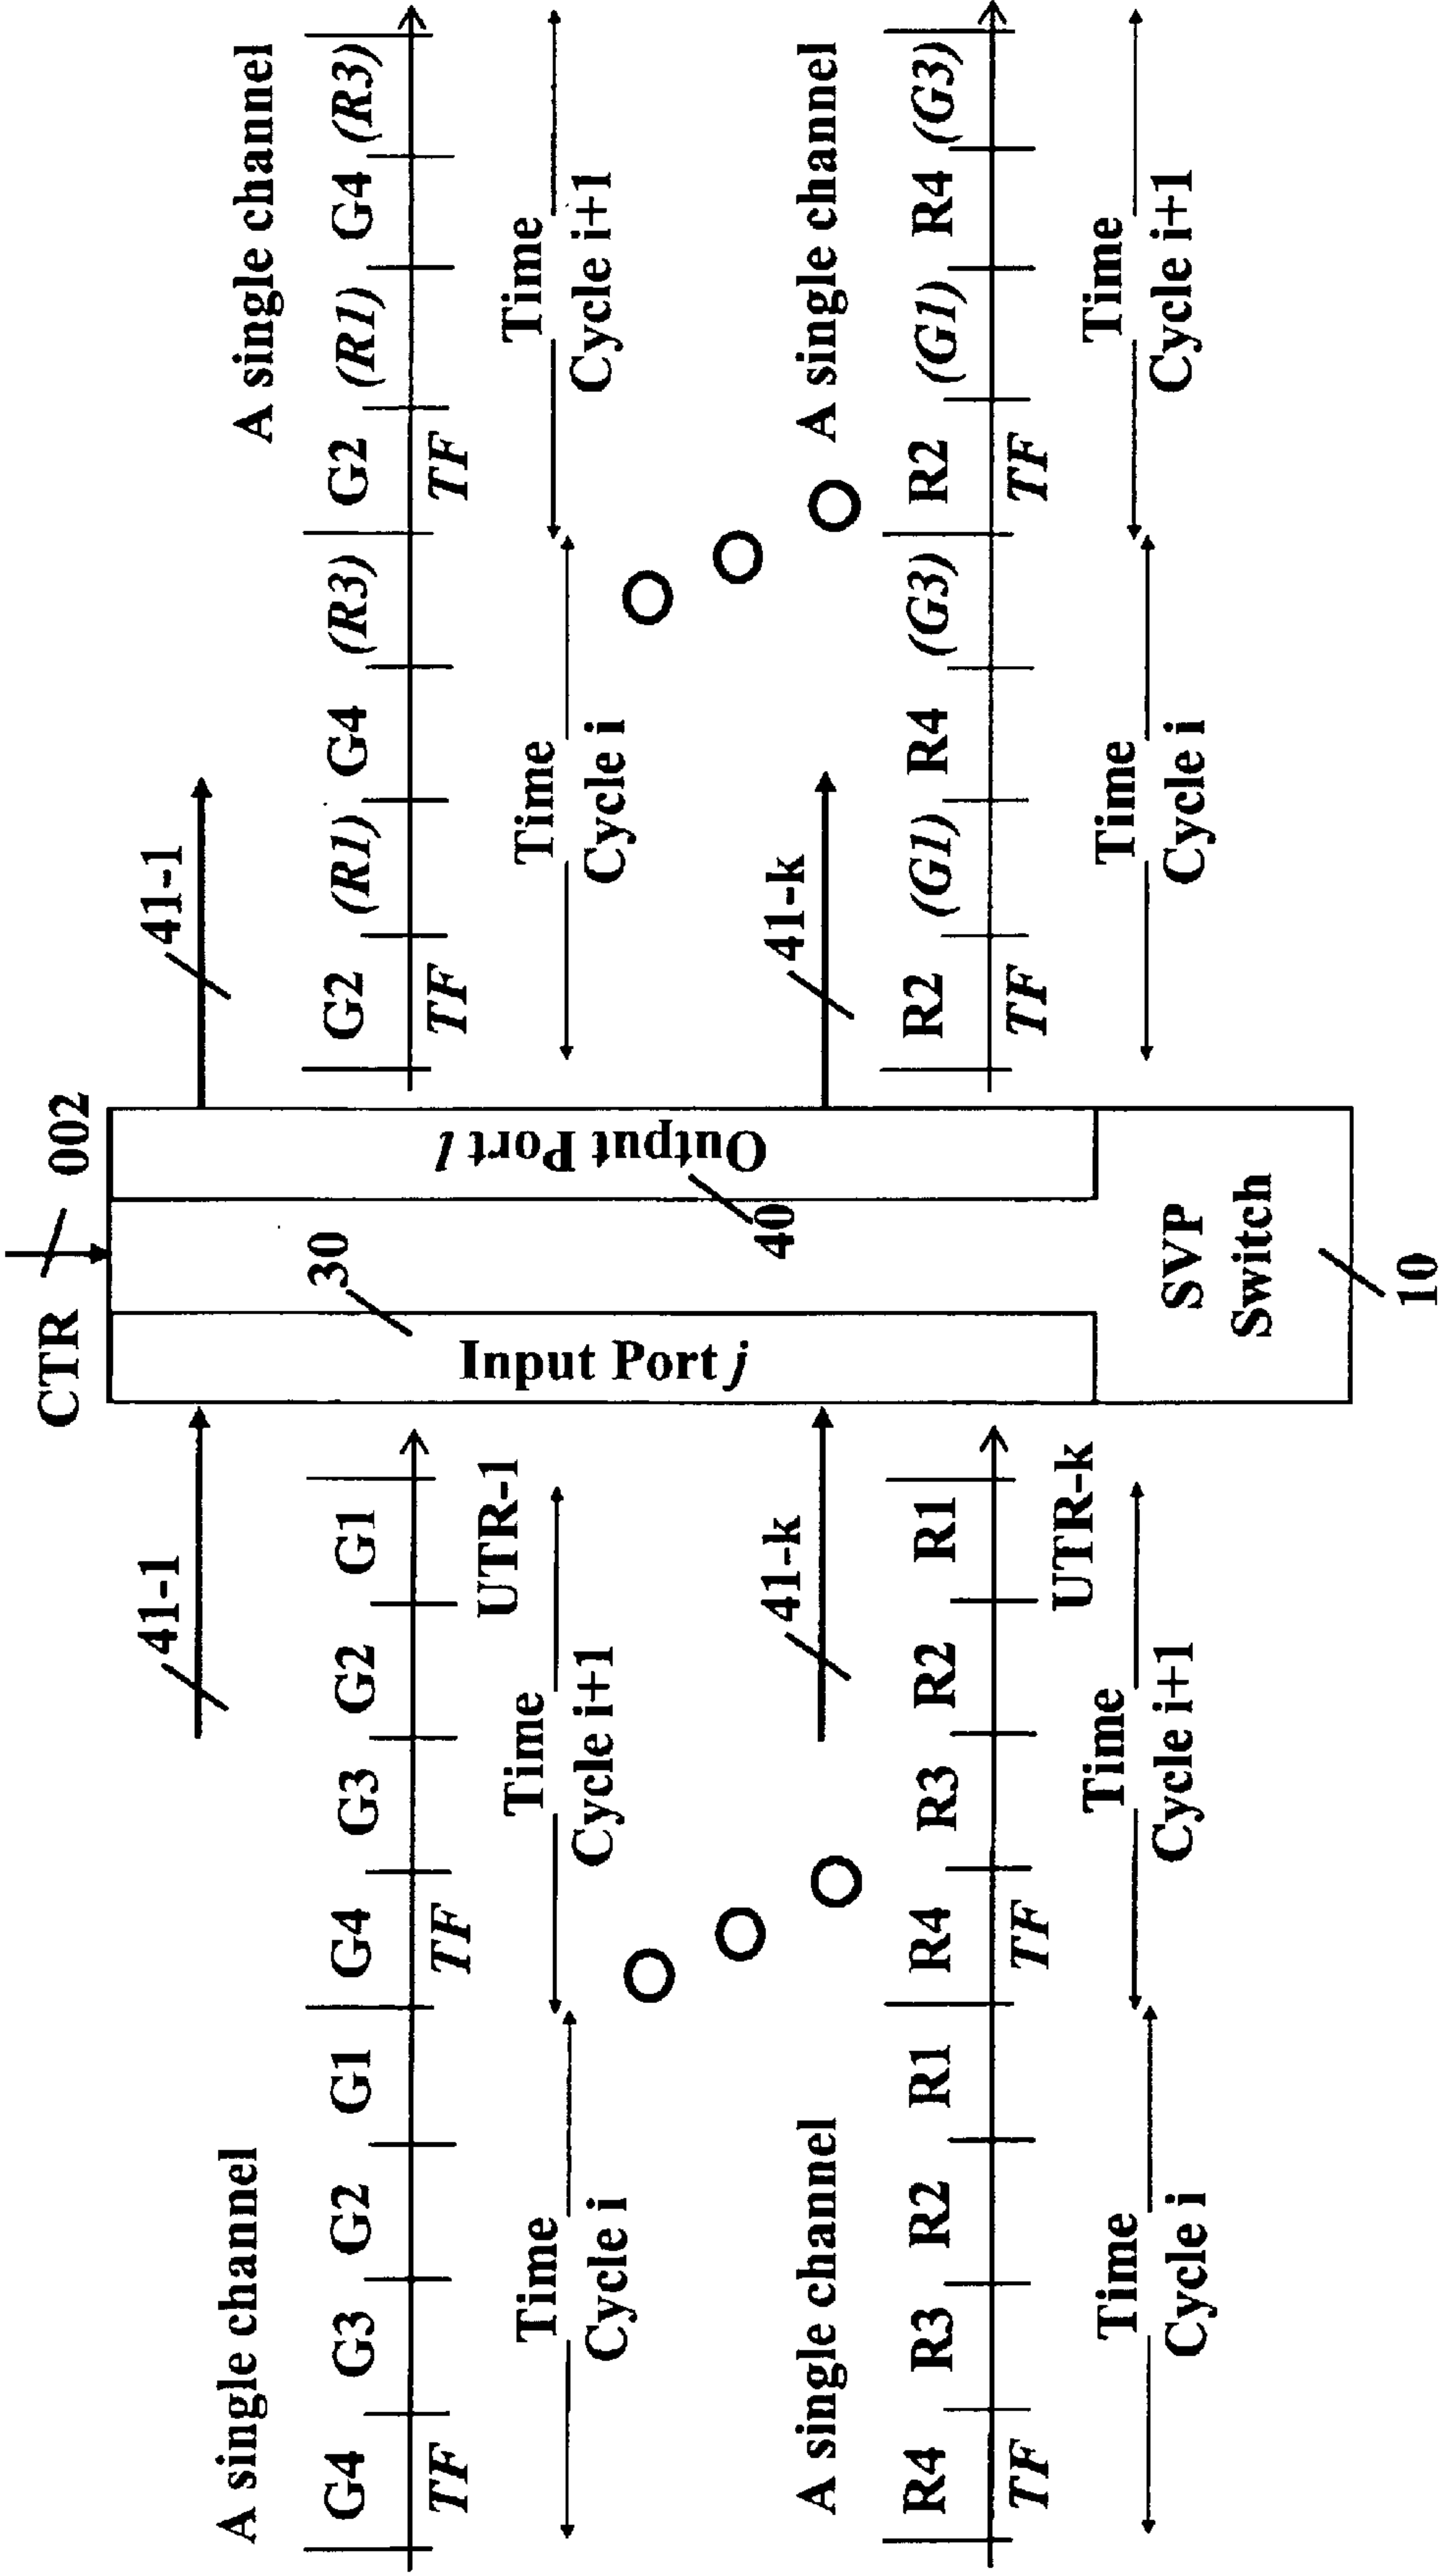 CTR
002
41-1
41-1
A single channel
A single channel
G4
G3
G2
G1
G4
G3
G2
G1
G2
(R1)
G4
(R3)
G2
(R1)
G4
(R3)
TF
TF
UTR-1
TF
TF
Time
Cycle i
Time
Cycle i+1
Time
Cycle i
Time
Cycle i+1
30
Input Port j
Output Port l
40
41-k
41-k
A single channel
A single channel
R4
R3
R2
R1
R4
R3
R2
R1
R2
(G1)
R4
(G3)
R2
(G1)
R4
(G3)
TF
TF
UTR-k
TF
TF
Time
Cycle i
Time
Cycle i+1
Time
Cycle i
Time
Cycle i+1
SVP
Switch
10